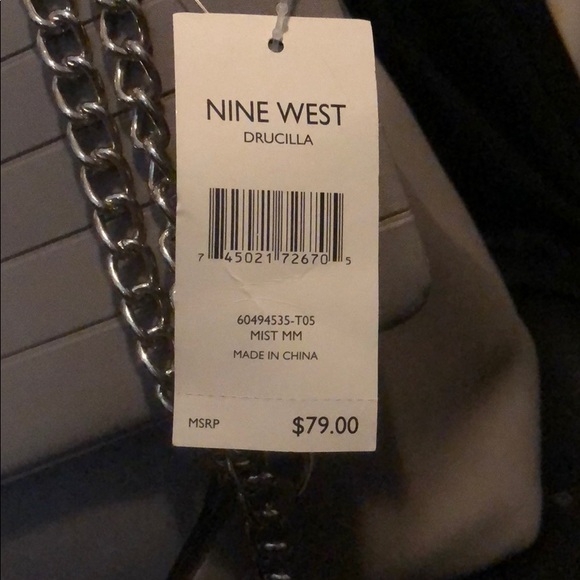 NINE WEST
DRUCILLA
7 45021 72670 5
60494535-T05
MIST MM
MADE IN CHINA
MSRP $79.00